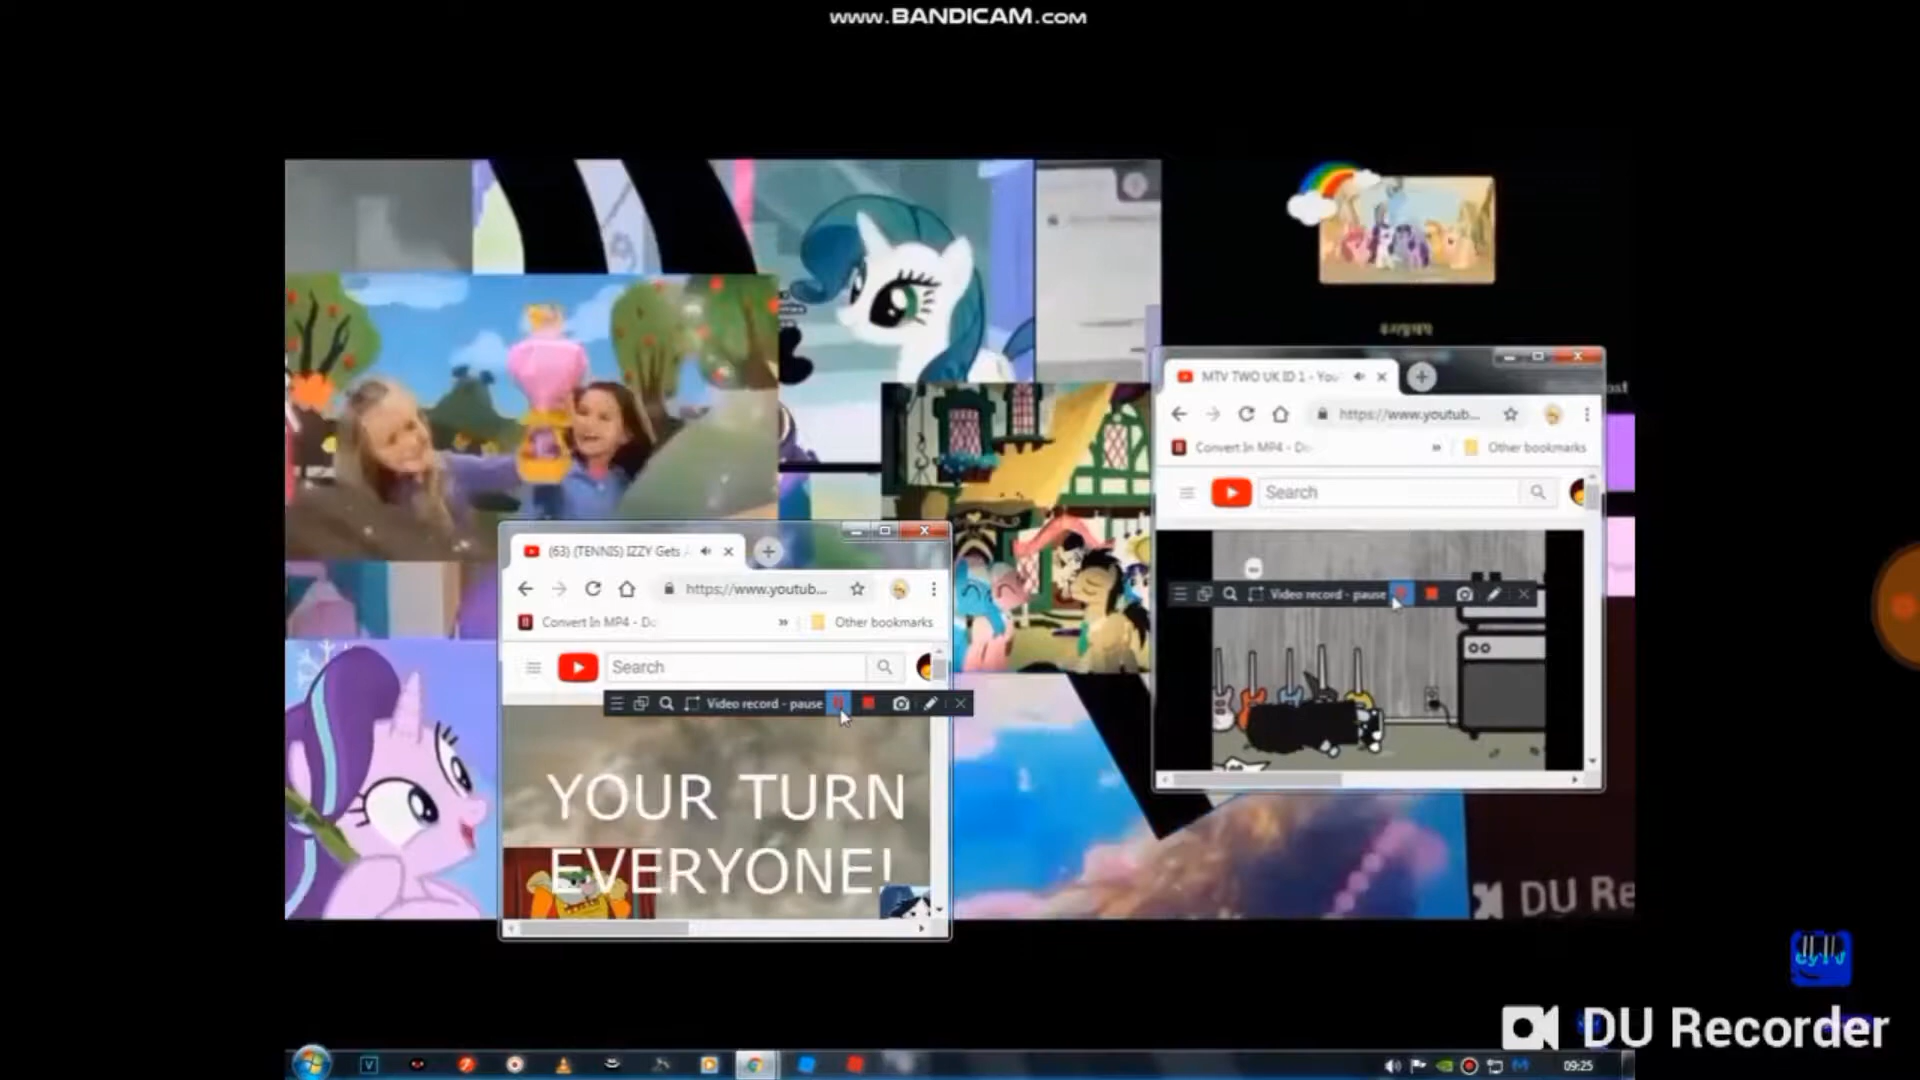 www.BANDICAM.com
MTV TWO UK ID 1 - You
https://www.youtub...
Convert In MP4 - Do
»
Other bookmarks
Search
Video record - pause
(63) (TENNIS) IZZY Gets
https://www.youtub...
Convert In MP4 - Do
»
Other bookmarks
Search
Video record - pause
YOUR TURN
EVERYONE!
DU Re
DU Recorder
09:25